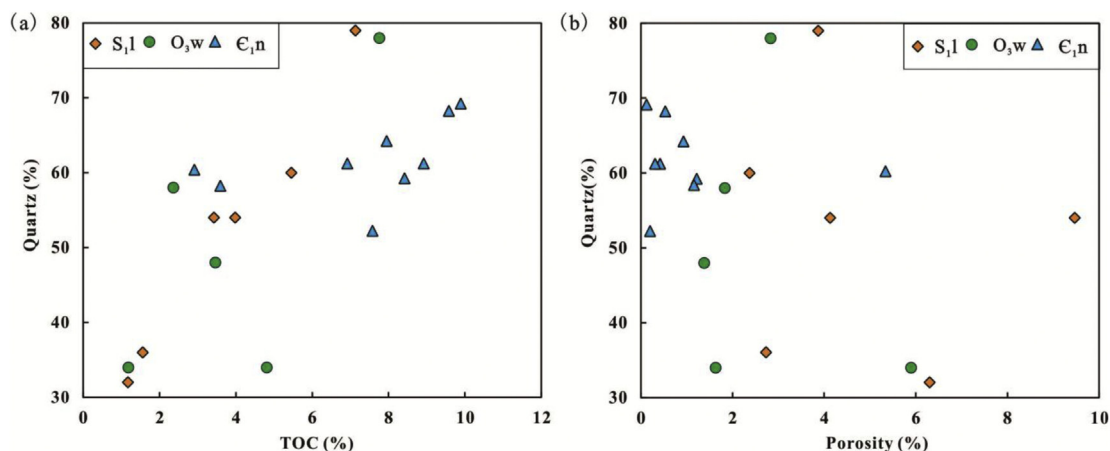 (a)
S₁l O₃w Є₁n
80
70
60
50
40
30
Quartz (%)
0 2 4 6 8 10 12
TOC (%)
(b)
S₁l O₃w Є₁n
80
70
60
50
40
30
Quartz(%)
0 2 4 6 8 10
Porosity (%)